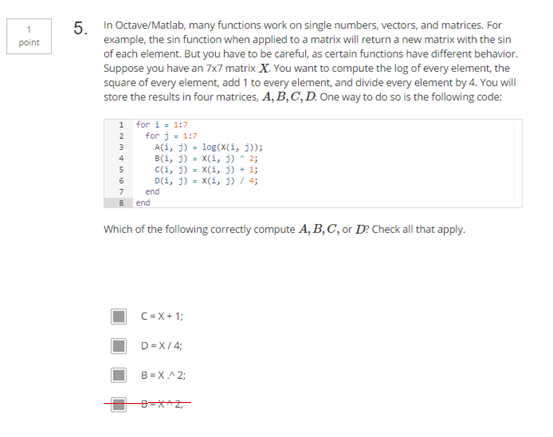 1
point
5.
In Octave/Matlab, many functions work on single numbers, vectors, and matrices. For
example, the sin function when applied to a matrix will return a new matrix with the sin
of each element. But you have to be careful, as certain functions have different behavior.
Suppose you have an 7x7 matrix X. You want to compute the log of every element, the
square of every element, add 1 to every element, and divide every element by 4. You will
store the results in four matrices, A, B, C, D. One way to do so is the following code:
1 for i = 1:7
2 for j = 1:7
3 A(i, j) = log(X(i, j));
4 B(i, j) = X(i, j) ^ 2;
5 C(i, j) = X(i, j) + 1;
6 D(i, j) = X(i, j) / 4;
7 end
8 end
Which of the following correctly compute A, B, C, or D? Check all that apply.
C = X + 1;
D = X / 4;
B = X .^ 2;
B = X ^ 2;